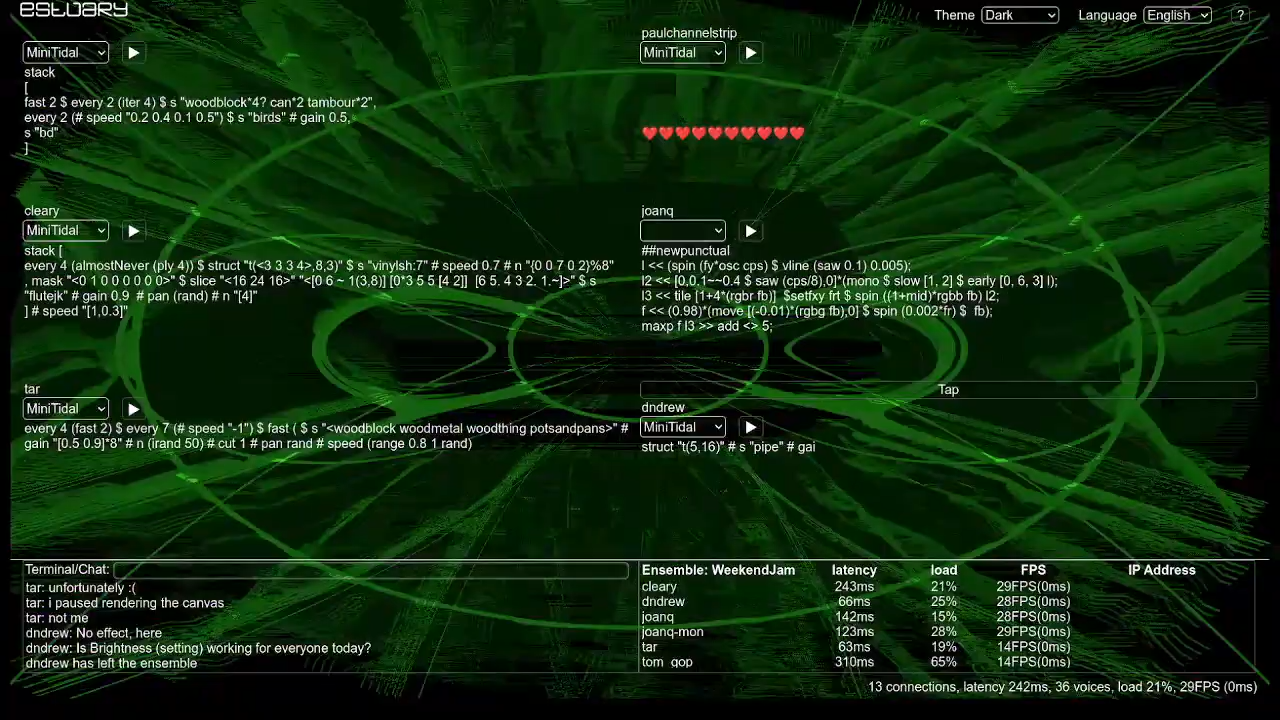 estuary
Theme Dark Language English ?
MiniTidal
stack
[
fast 2 $ every 2 (iter 4) $ s "woodblock*4? can*2 tambour*2",
every 2 (# speed "0.2 0.4 0.1 0.5") $ s "birds" # gain 0.5,
s "bd"
]
paulchannelstrip
MiniTidal
❤️❤️❤️❤️❤️❤️❤️❤️❤️❤️
cleary
MiniTidal
stack [
every 4 (almostNever (ply 4)) $ struct "t(<3 3 3 4>,8,3)" $ s "vinylsh:7" # speed 0.7 # n "{0 0 7 0 2}%8"
, mask "<0 1 0 0 0 0 0 0>" $ slice "<16 24 16>" "<[0 6 ~ 1(3,8)] [0*3 5 5 [4 2]] [6 5. 4 3 2. 1.~]>" $ s
"flutejk" # gain 0.9 # pan (rand) # n "[4]"
] # speed "[1,0.3]"
joanq
##newpunctual
l << (spin (fy*osc cps) $ vline (saw 0.1) 0.005);
l2 << [0,0.1~~0.4 $ saw (cps/8),0]*(mono $ slow [1, 2] $ early [0, 6, 3] l);
l3 << tile [1+4*(rgbr fb)] $setfxy frt $ spin ((1+mid)*rgbb fb) l2;
f << (0.98)*(move [(-0.01)*(rgbg fb),0] $ spin (0.002*fr) $ fb);
maxp f l3 >> add <> 5;
tar
MiniTidal
every 4 (fast 2) $ every 7 (# speed "-1") $ fast ( $ s "<woodblock woodmetal woodthing potsandpans>" #
gain "[0.5 0.9]*8" # n (irand 50) # cut 1 # pan rand # speed (range 0.8 1 rand)
Tap
dndrew
MiniTidal
struct "t(5,16)" # s "pipe" # gai
Terminal/Chat:
tar: unfortunately :(
tar: i paused rendering the canvas
tar: not me
dndrew: No effect, here
dndrew: Is Brightness (setting) working for everyone today?
dndrew has left the ensemble
Ensemble: WeekendJam latency load FPS IP Address
cleary 243ms 21% 29FPS(0ms)
dndrew 66ms 25% 28FPS(0ms)
joanq 142ms 15% 28FPS(0ms)
joanq-mon 123ms 28% 29FPS(0ms)
tar 63ms 19% 14FPS(0ms)
tom_gop 310ms 65% 14FPS(0ms)
13 connections, latency 242ms, 36 voices, load 21%, 29FPS (0ms)